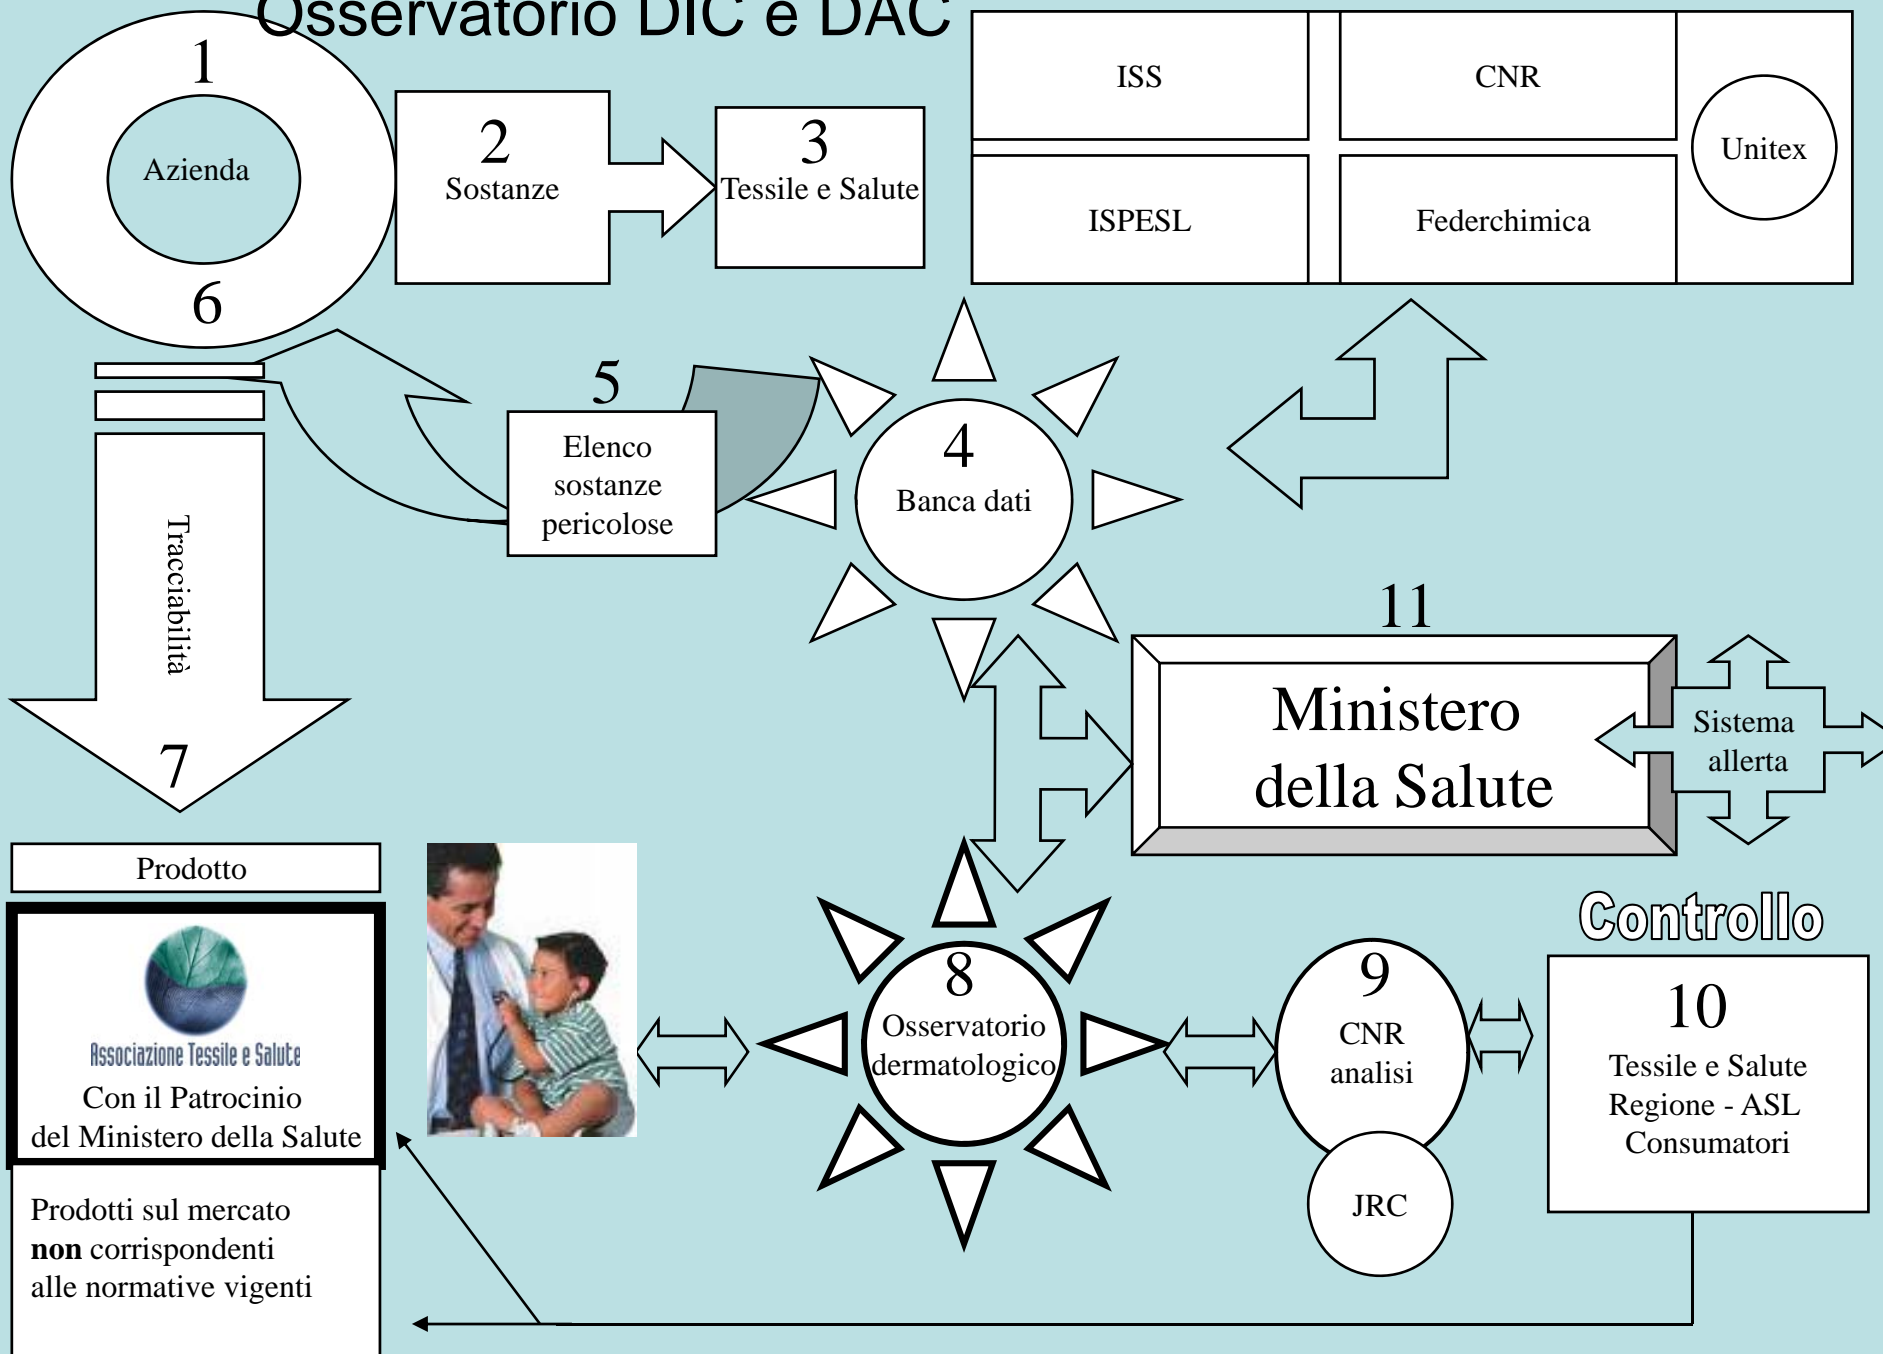 Osservatorio DIC e DAC
1
Azienda
6
2
Sostanze
3
Tessile e Salute
ISS
CNR
Unitex
ISPESL
Federchimica
5
Elenco
sostanze
pericolose
4
Banca dati
Tracciabilità
7
11
Ministero
della Salute
Sistema
allerta
Prodotto
Associazione Tessile e Salute
Con il Patrocinio
del Ministero della Salute
Prodotti sul mercato
non corrispondenti
alle normative vigenti
8
Osservatorio
dermatologico
9
CNR
analisi
JRC
Controllo
10
Tessile e Salute
Regione - ASL
Consumatori